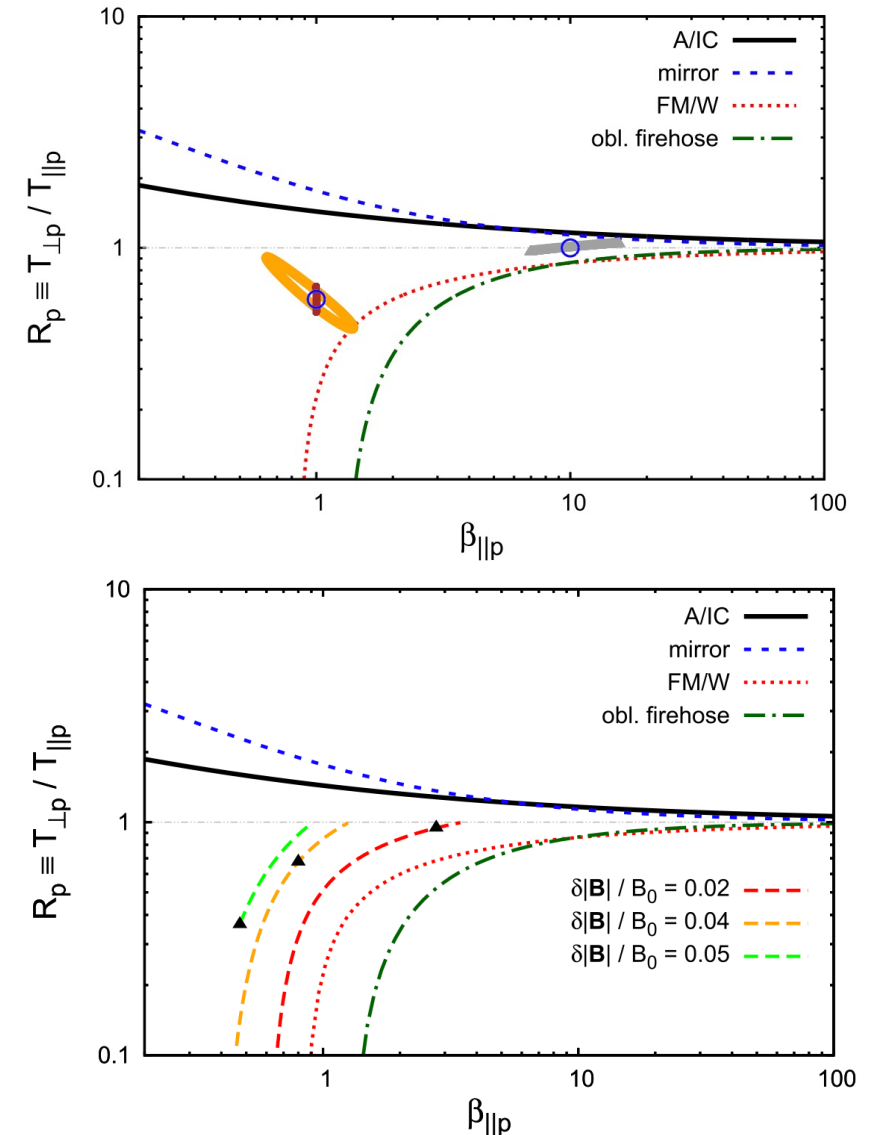 10
A/IC
mirror
FM/W
obl. firehose
R_p ≡ T_⊥p / T_||p
1
0.1
1
10
100
β_||p
10
A/IC
mirror
FM/W
obl. firehose
R_p ≡ T_⊥p / T_||p
1
δ|B| / B_0 = 0.02
δ|B| / B_0 = 0.04
δ|B| / B_0 = 0.05
0.1
1
10
100
β_||p